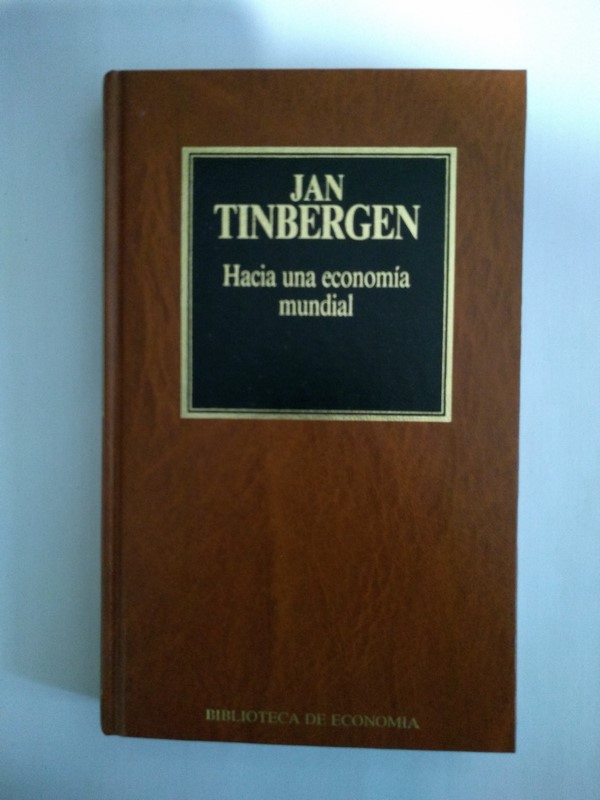 JAN
TINBERGEN
Hacia una economía
mundial
BIBLIOTECA DE ECONOMIA